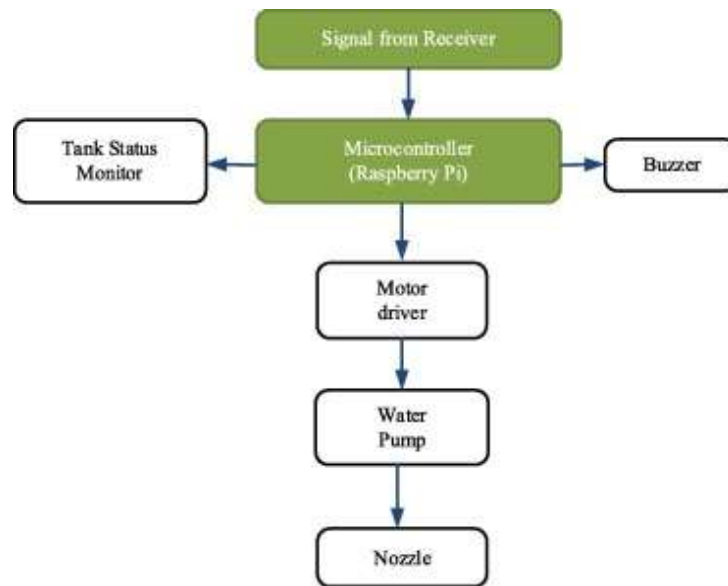 Signal from Receiver
Tank Status
Monitor
Microcontroller
(Raspberry Pi)
Buzzer
Motor
driver
Water
Pump
Nozzle